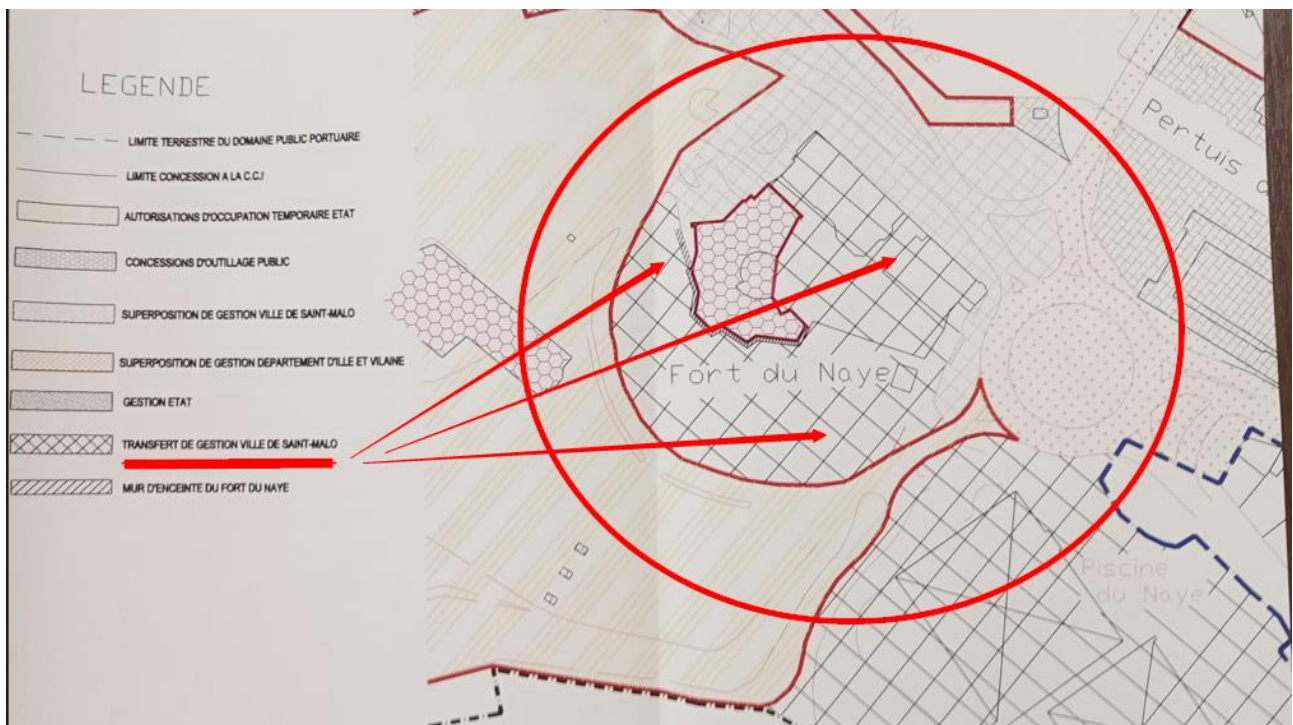 LEGENDE
LIMITE TERRESTRE DU DOMAINE PUBLIC PORTUAIRE
LIMITE CONCESSION A LA C.C.I
AUTORISATIONS D'OCCUPATION TEMPORAIRE ETAT
CONCESSIONS D'OUTILLAGE PUBLIC
SUPERPOSITION DE GESTION VILLE DE SAINT-MALO
SUPERPOSITION DE GESTION DEPARTEMENT D'ILLE ET VILAINE
GESTION ETAT
TRANSFERT DE GESTION VILLE DE SAINT-MALO
MUR D'ENCEINTE DU FORT DU NAYE
Naye
Pertuis
Fort du Naye
Piscine
du Naye